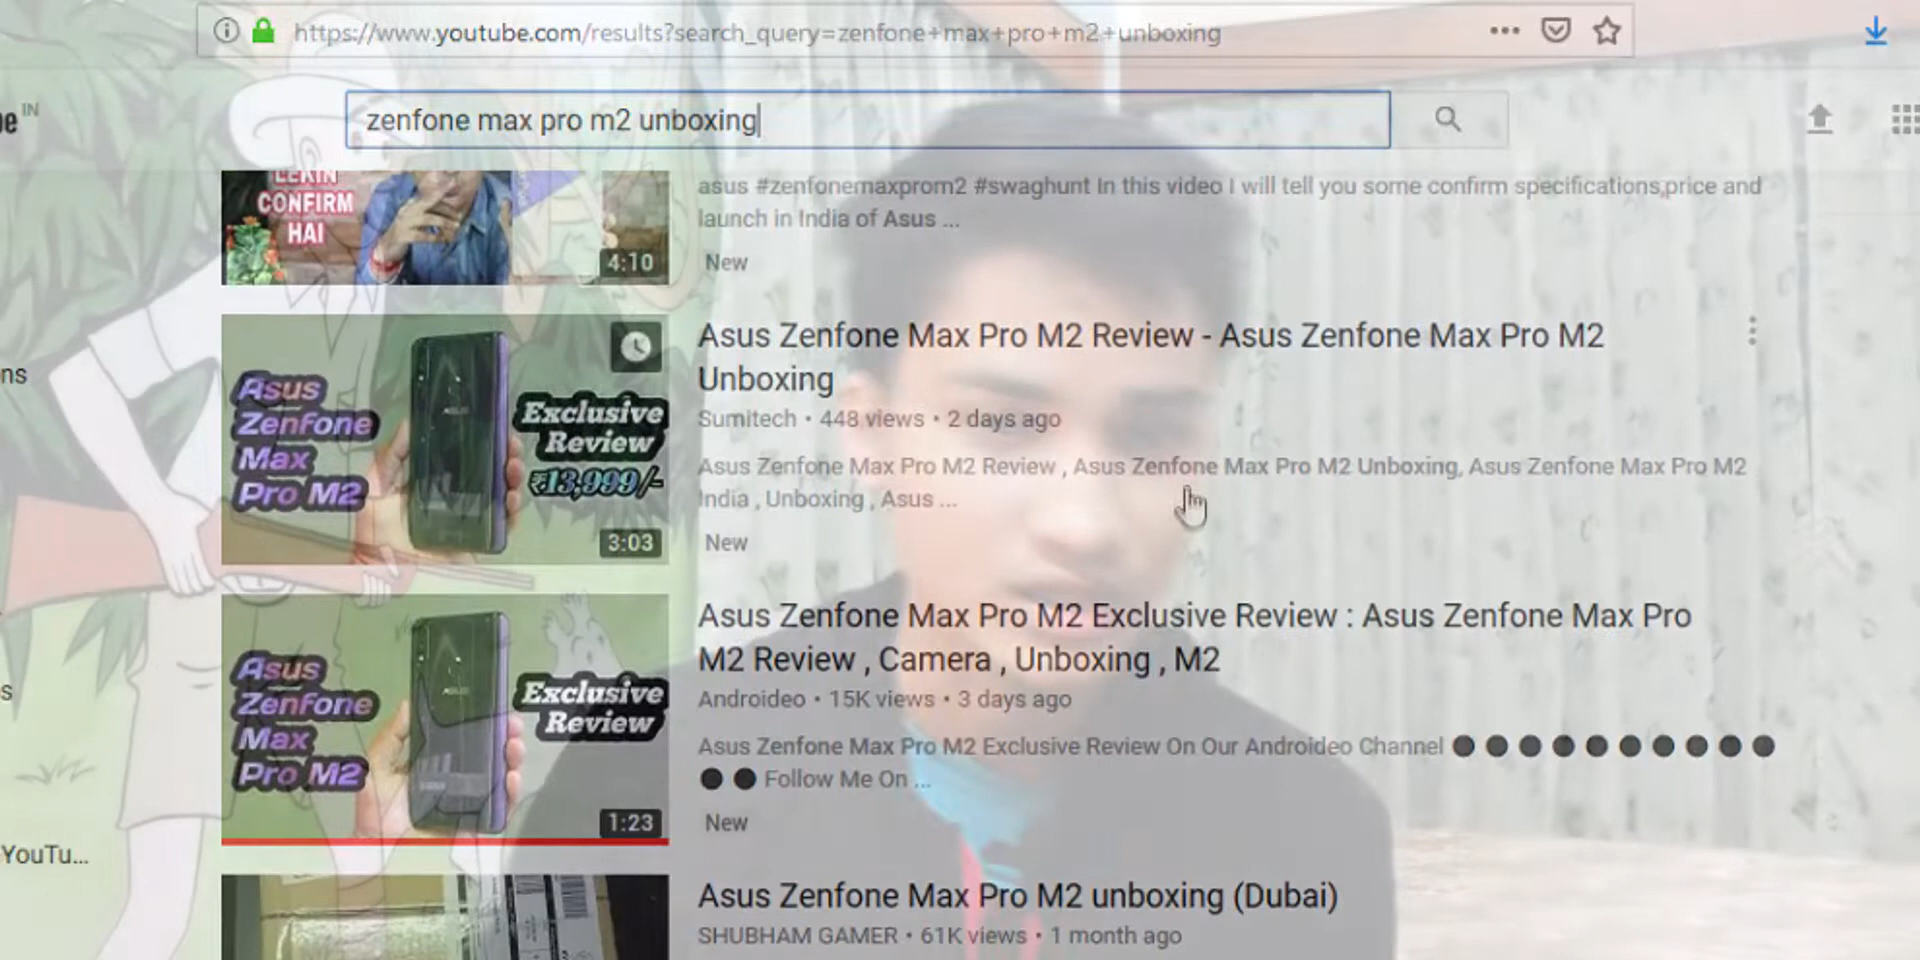 https://www.youtube.com/results?search_query=zenfone+max+pro+m2+unboxing
IN
zenfone max pro m2 unboxing
LEKIN
CONFIRM
HAI
4:10
asus #zenfonemaxprom2 #swaghunt In this video I will tell you some confirm specifications,price and
launch in India of Asus ...
New
ns
Asus
Zenfone
Max
Pro M2
Exclusive
Review
₹13,999/-
3:03
Asus Zenfone Max Pro M2 Review - Asus Zenfone Max Pro M2
Unboxing
Sumitech • 448 views • 2 days ago
Asus Zenfone Max Pro M2 Review , Asus Zenfone Max Pro M2 Unboxing, Asus Zenfone Max Pro M2
India , Unboxing , Asus ...
New
s
YouTu...
Asus
Zenfone
Max
Pro M2
Exclusive
Review
1:23
Asus Zenfone Max Pro M2 Exclusive Review : Asus Zenfone Max Pro
M2 Review , Camera , Unboxing , M2
Androideo • 15K views • 3 days ago
Asus Zenfone Max Pro M2 Exclusive Review On Our Androideo Channel ● ● ● ● ● ● ● ● ● ●
● ● Follow Me On ...
New
Asus Zenfone Max Pro M2 unboxing (Dubai)
SHUBHAM GAMER • 61K views • 1 month ago